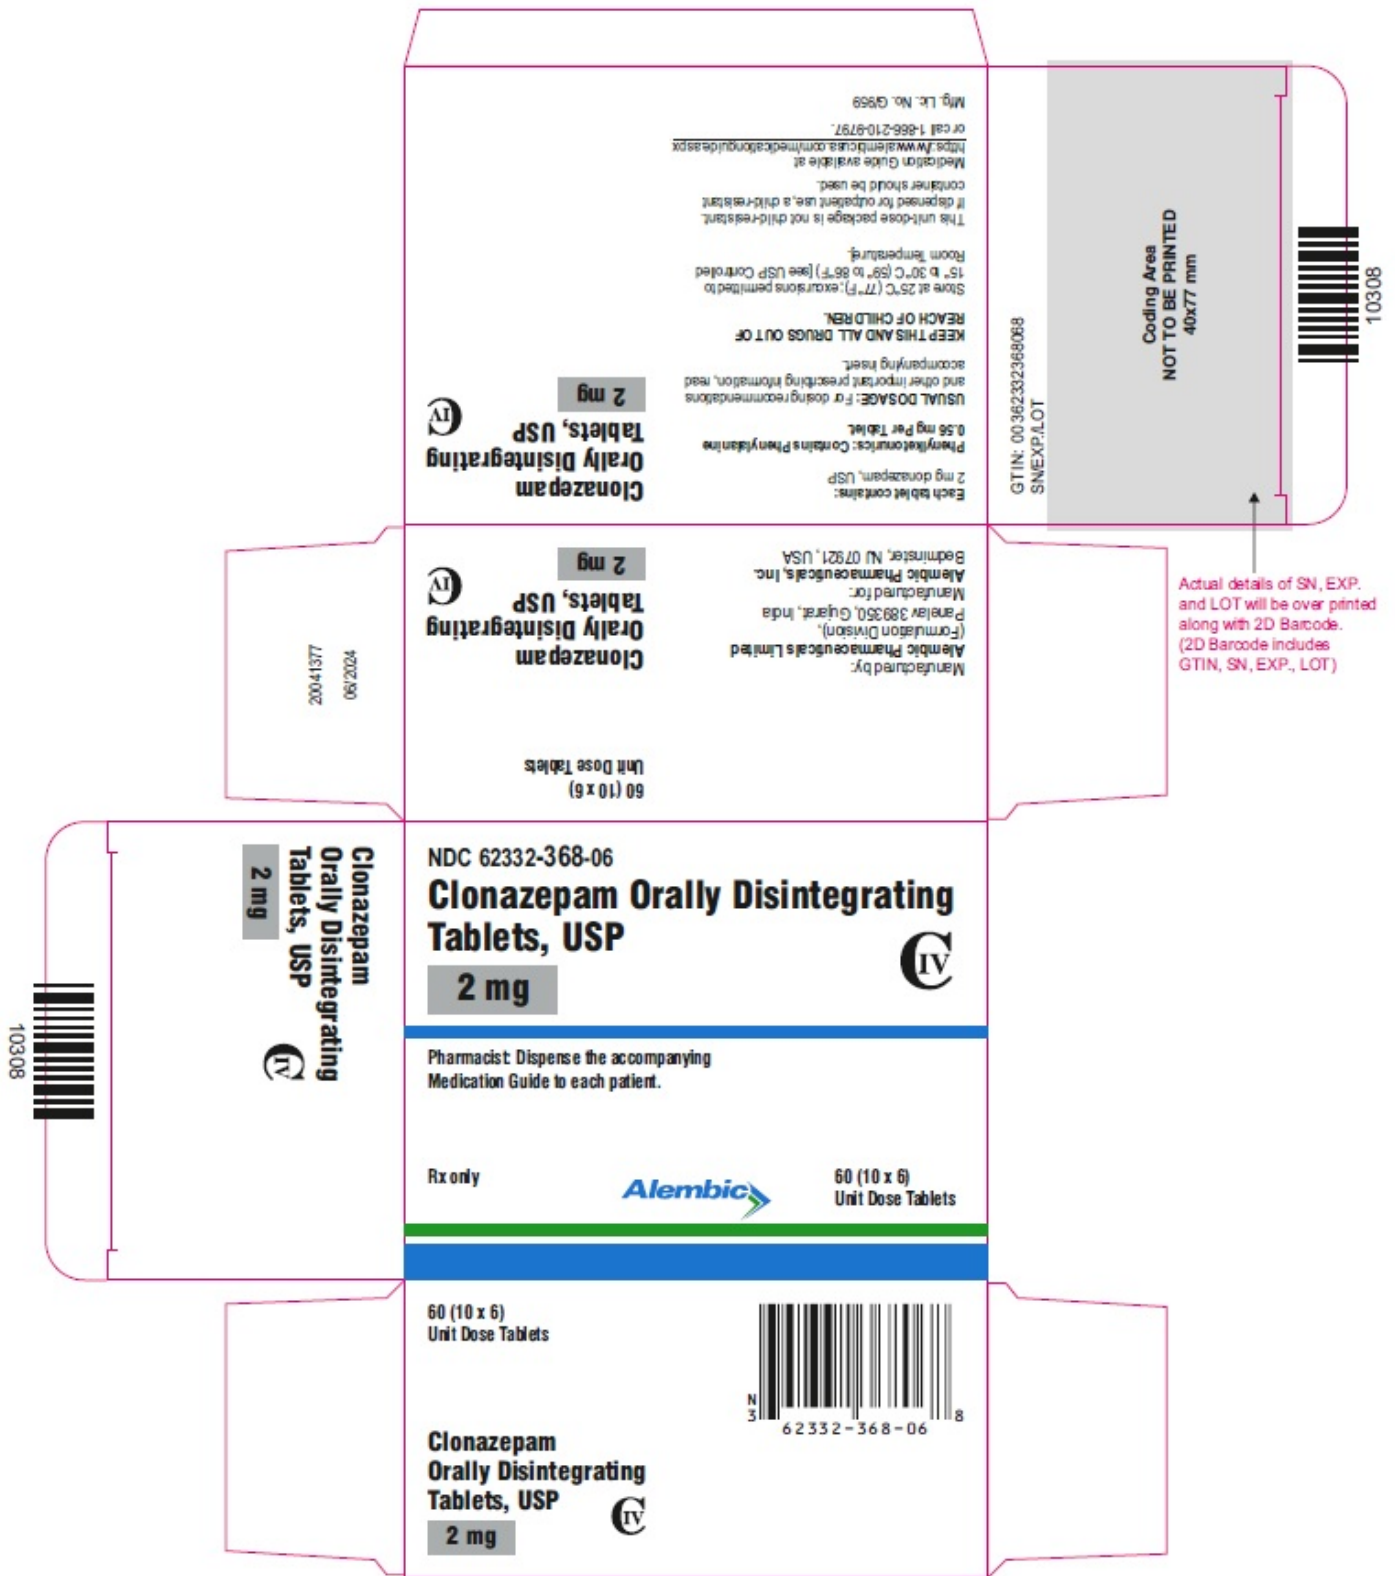 Each tablet contains:
2 mg clonazepam, USP
Phenylketonurics: Contains Phenylalanine
0.56 mg Per Tablet.
USUAL DOSAGE: For dosing recommendations
and other important prescribing information, read
accompanying insert.
KEEP THIS AND ALL DRUGS OUT OF
REACH OF CHILDREN.
Store at 25°C (77°F); excursions permitted to
15° to 30°C (59° to 86°F) [see USP Controlled
Room Temperature].
This unit-dose package is not child-resistant.
If dispensed for outpatient use, a child-resistant
container should be used.
Medication Guide available at
https://www.alembicusa.com/medicationguide.aspx
or call 1-866-210-9797.
Mfg. Lic. No. G/959
Clonazepam
Orally Disintegrating
Tablets, USP
CIV
2 mg
GTIN: 00362332368068
SN/EXP./LOT
Coding Area
NOT TO BE PRINTED
40x77 mm
10308
Actual details of SN, EXP.
and LOT will be over printed
along with 2D Barcode.
(2D Barcode includes
GTIN, SN, EXP., LOT)
20041377
06/2024
60 (10 x 6)
Unit Dose Tablets
Manufactured by:
Alembic Pharmaceuticals Limited
(Formulation Division),
Panelav 389350, Gujarat, India
Manufactured for:
Alembic Pharmaceuticals, Inc.
Bedminster, NJ 07921, USA
Clonazepam
Orally Disintegrating
Tablets, USP
CIV
2 mg
Clonazepam
Orally Disintegrating
Tablets, USP
CIV
2 mg
10308
NDC 62332-368-06
Clonazepam Orally Disintegrating
Tablets, USP
CIV
2 mg
Pharmacist: Dispense the accompanying
Medication Guide to each patient.
Rx only
Alembic
60 (10 x 6)
Unit Dose Tablets
60 (10 x 6)
Unit Dose Tablets
N
3 62332-368-06 8
Clonazepam
Orally Disintegrating
Tablets, USP
CIV
2 mg